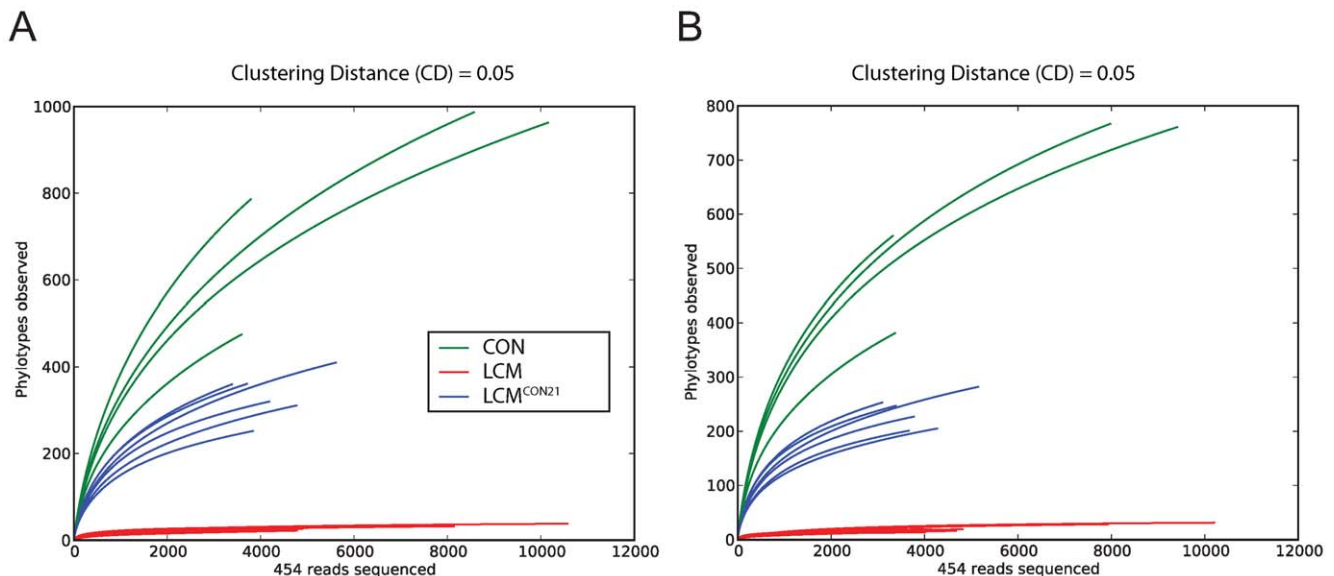 A
Clustering Distance (CD) = 0.05
1000
800
600
400
200
0
0 2000 4000 6000 8000 10000 12000
Phylotypes observed
454 reads sequenced
CON
LCM
LCM^CON21
B
Clustering Distance (CD) = 0.05
800
700
600
500
400
300
200
100
0
0 2000 4000 6000 8000 10000 12000
Phylotypes observed
454 reads sequenced